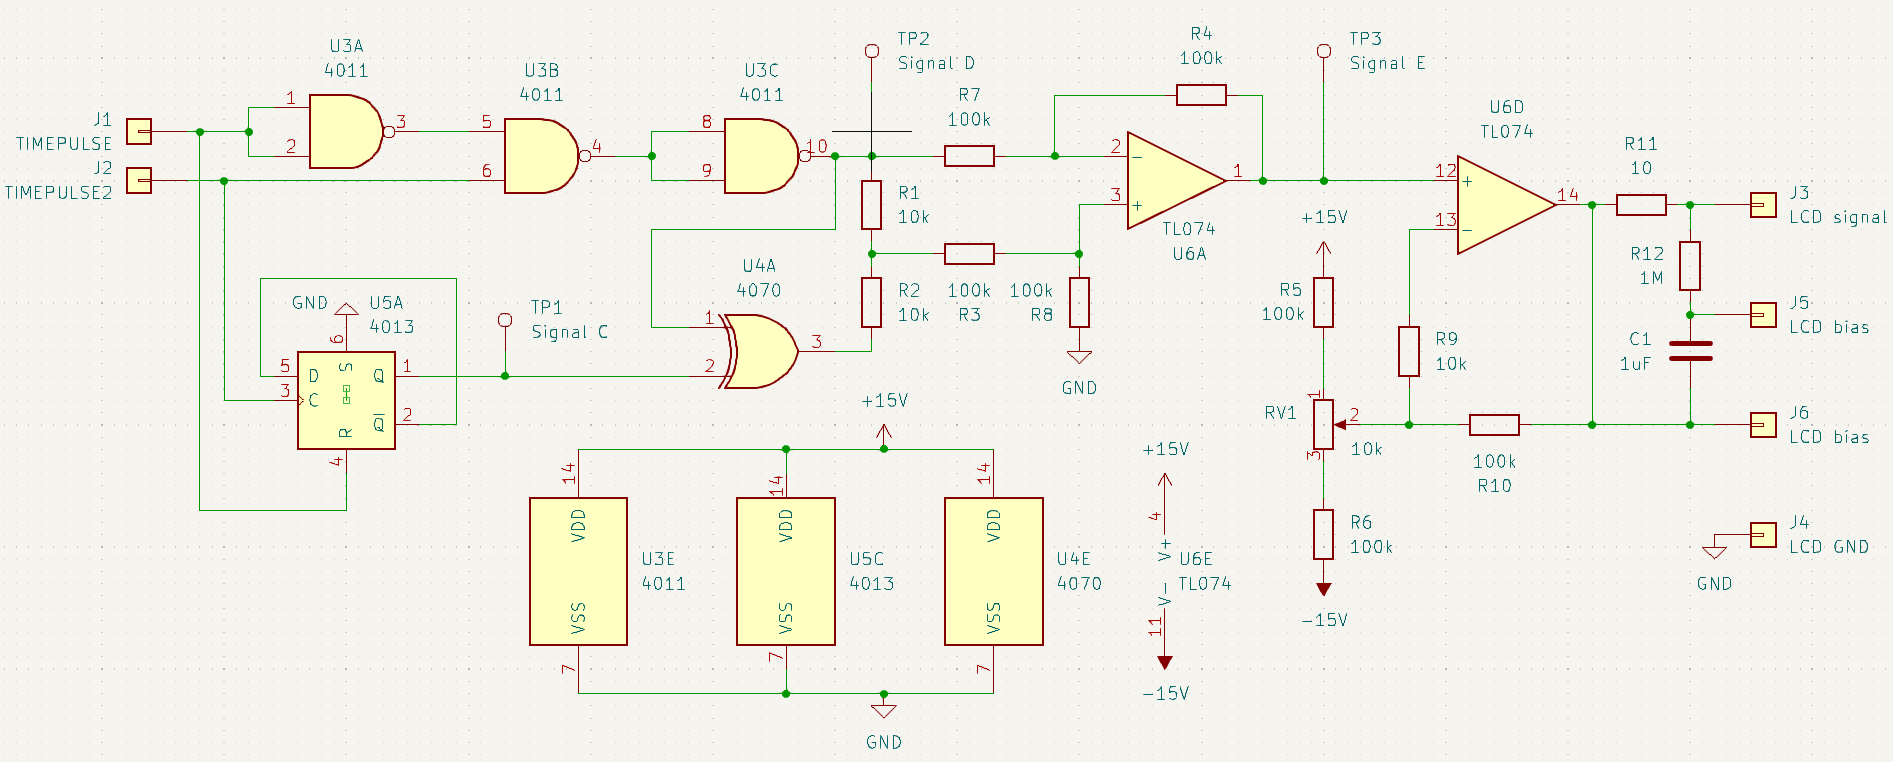 U3A
4011
1
2
3
J1
TIMEPULSE
J2
TIMEPULSE2
U3B
4011
5
6
4
U3C
4011
8
9
10
TP2
Signal D
R7
100k
R4
100k
2
3
1
−
+
TL074
U6A
TP3
Signal E
U6D
TL074
12
13
14
+
−
R11
10
J3
LCD signal
R12
1M
J5
LCD bias
C1
1uF
J6
LCD bias
J4
LCD GND
GND
R1
10k
R2
10k
100k
R3
100k
R8
GND
+15V
R5
100k
RV1
1
2
3
10k
R6
100k
-15V
R9
10k
100k
R10
U4A
4070
1
2
3
TP1
Signal C
GND
U5A
4013
6
5
3
4
1
2
D
C
S
R
Q
Q̅
+15V
14
VDD
VSS
7
U3E
4011
14
VDD
VSS
7
U5C
4013
14
VDD
VSS
7
U4E
4070
GND
+15V
4
V+
V−
11
U6E
TL074
-15V